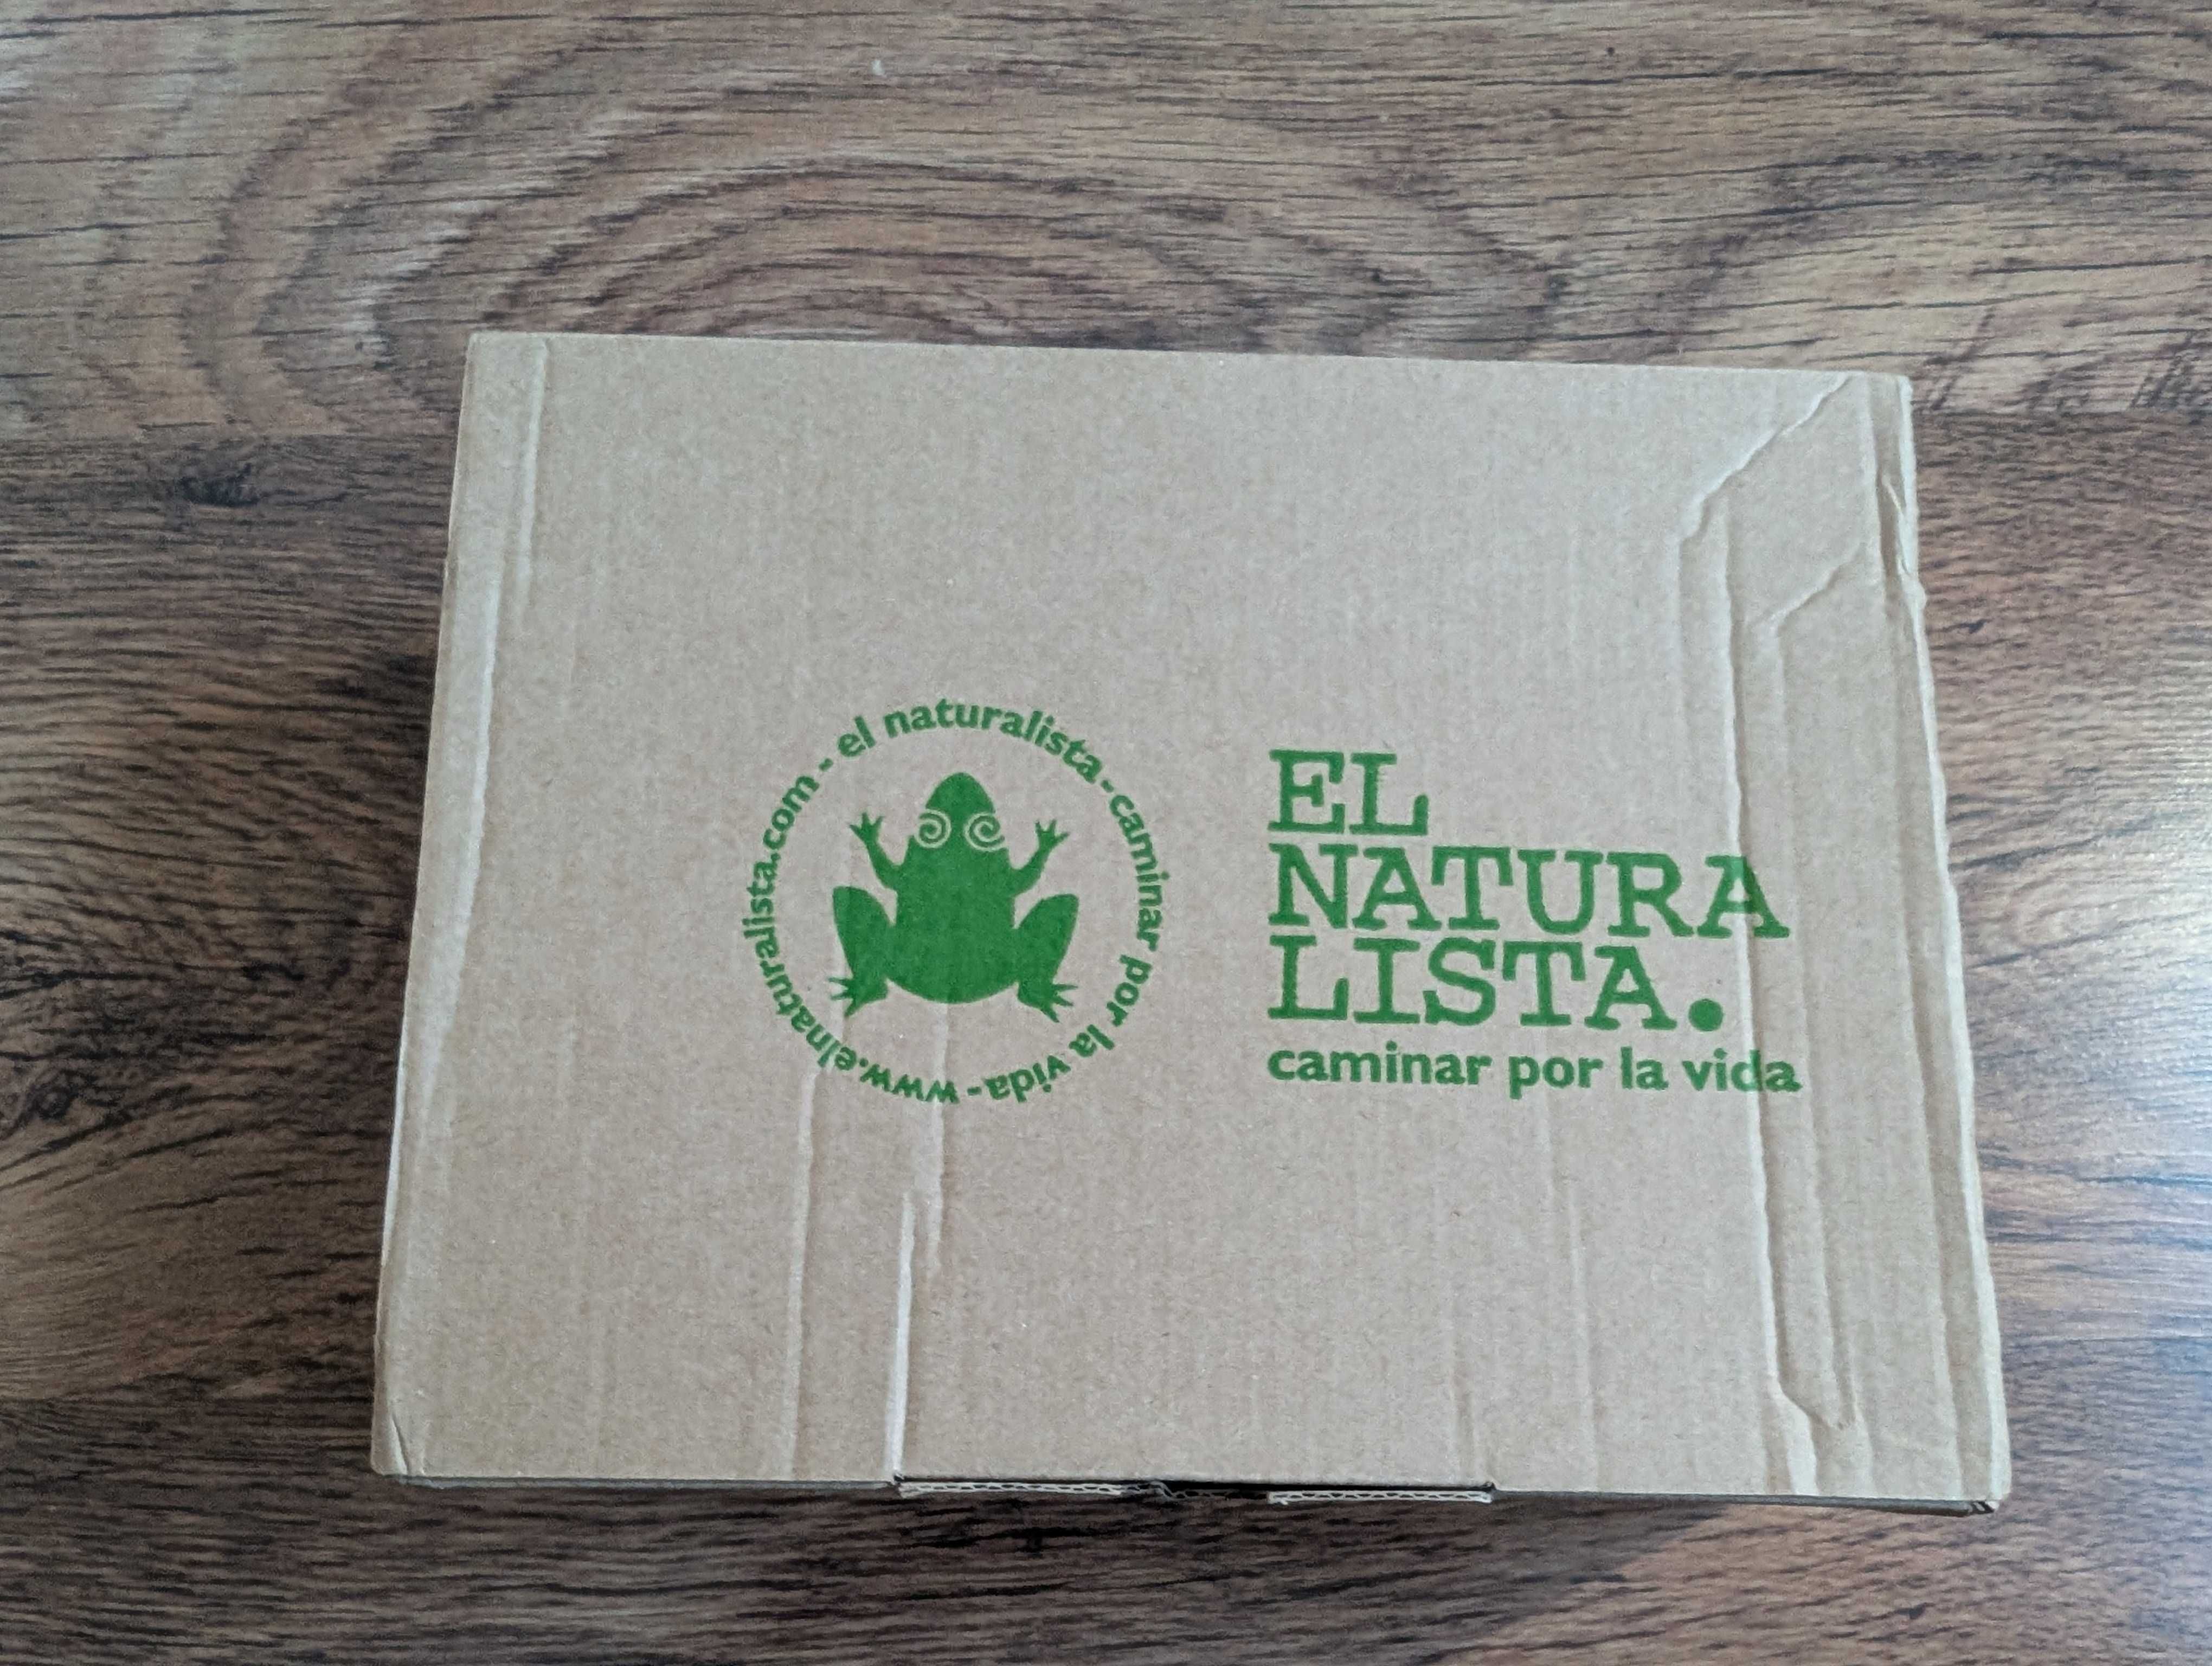 el naturalista - caminar por la vida - www.elnaturalista.com -
EL
NATURA
LISTA.
caminar por la vida